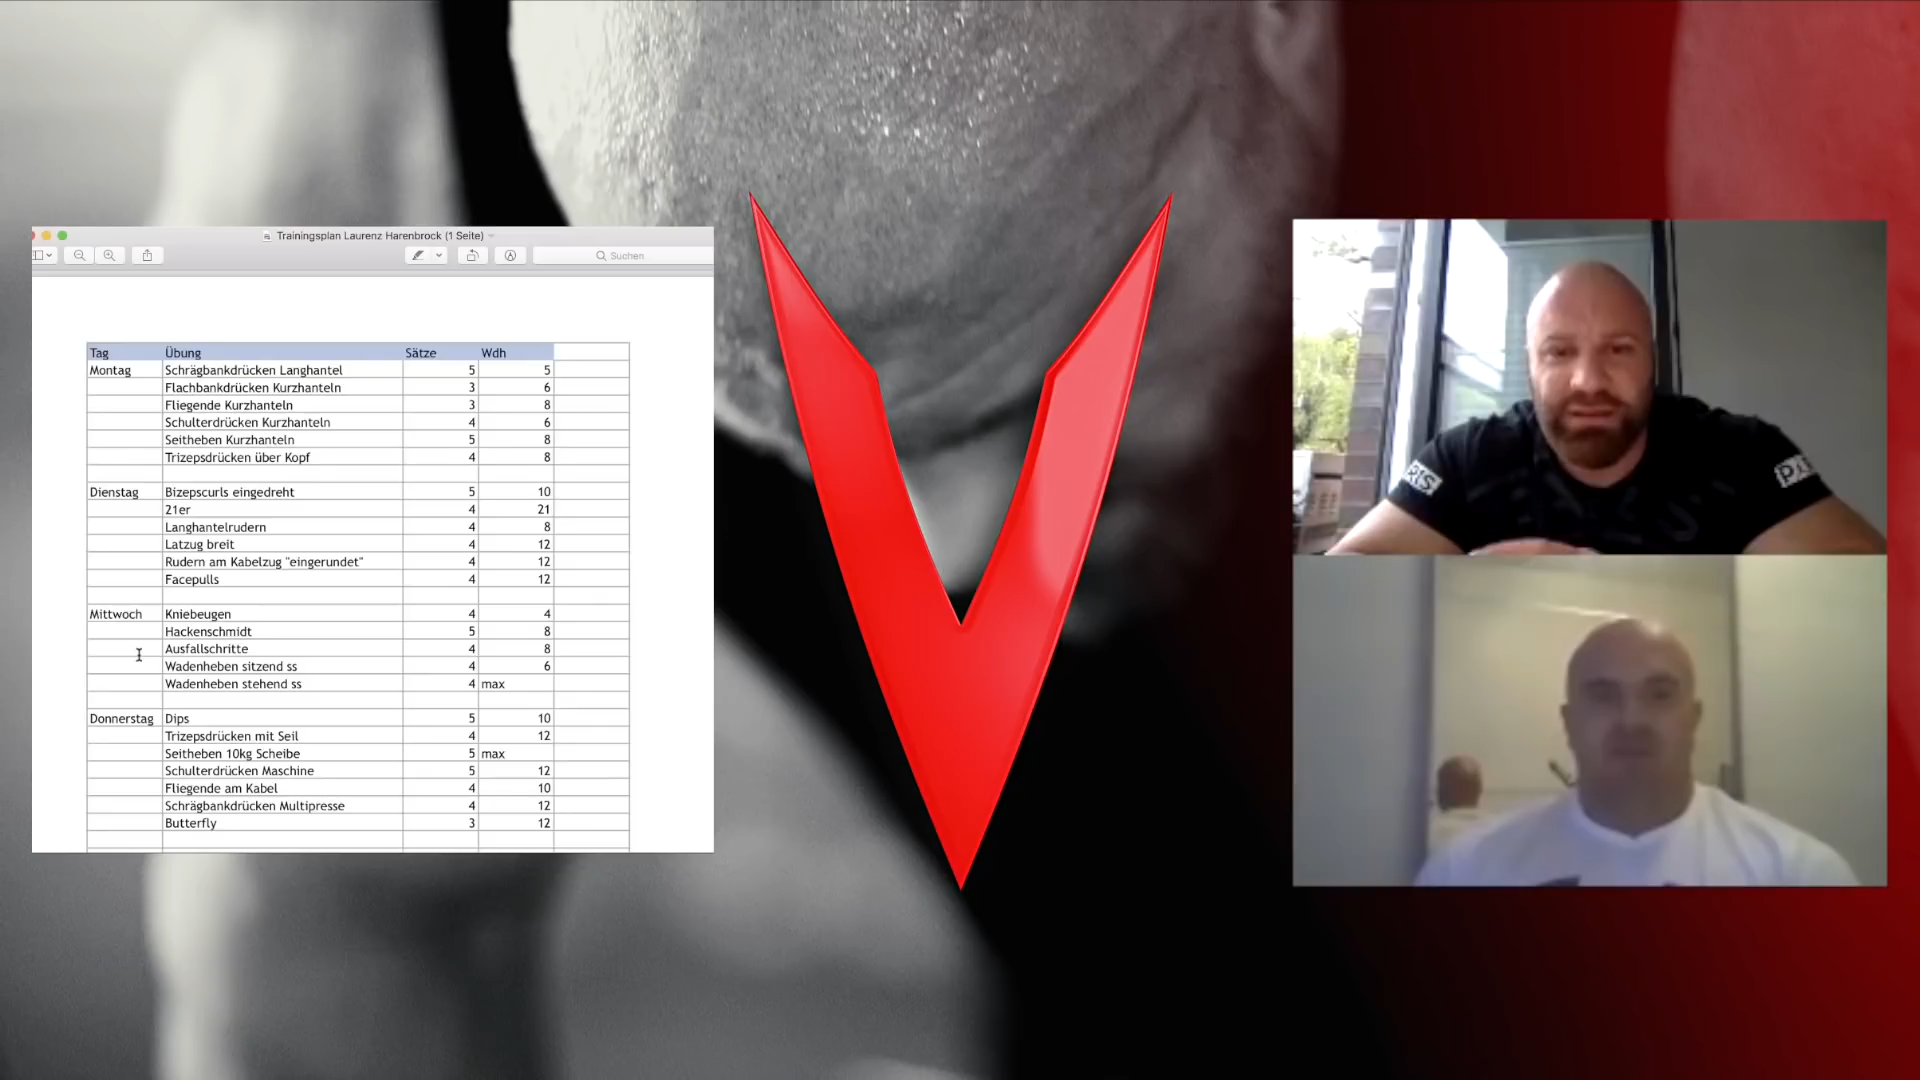 Trainingsplan Laurenz Harenbrock (1 Seite)
Suchen
Tag Übung Sätze Wdh
Montag Schrägbankdrücken Langhantel 5 5
Flachbankdrücken Kurzhanteln 3 6
Fliegende Kurzhanteln 3 8
Schulterdrücken Kurzhanteln 4 6
Seitheben Kurzhanteln 5 8
Trizepsdrücken über Kopf 4 8
Dienstag Bizepscurls eingedreht 5 10
21er 4 21
Langhantelrudern 4 8
Latzug breit 4 12
Rudern am Kabelzug "eingerundet" 4 12
Facepulls 4 12
Mittwoch Kniebeugen 4 4
Hackenschmidt 5 8
Ausfallschritte 4 8
Wadenheben sitzend ss 4 6
Wadenheben stehend ss 4 max
Donnerstag Dips 5 10
Trizepsdrücken mit Seil 4 12
Seitheben 10kg Scheibe 5 max
Schulterdrücken Maschine 5 12
Fliegende am Kabel 4 10
Schrägbankdrücken Multipresse 4 12
Butterfly 3 12